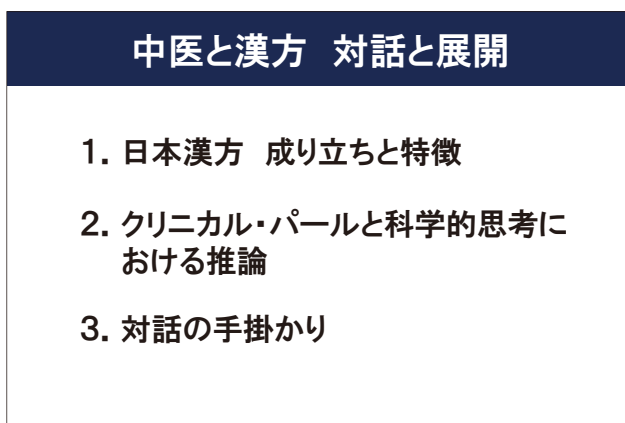 中医と漢方　対話と展開
1. 日本漢方　成り立ちと特徴
2. クリニカル・パールと科学的思考に
おける推論
3. 対話の手掛かり